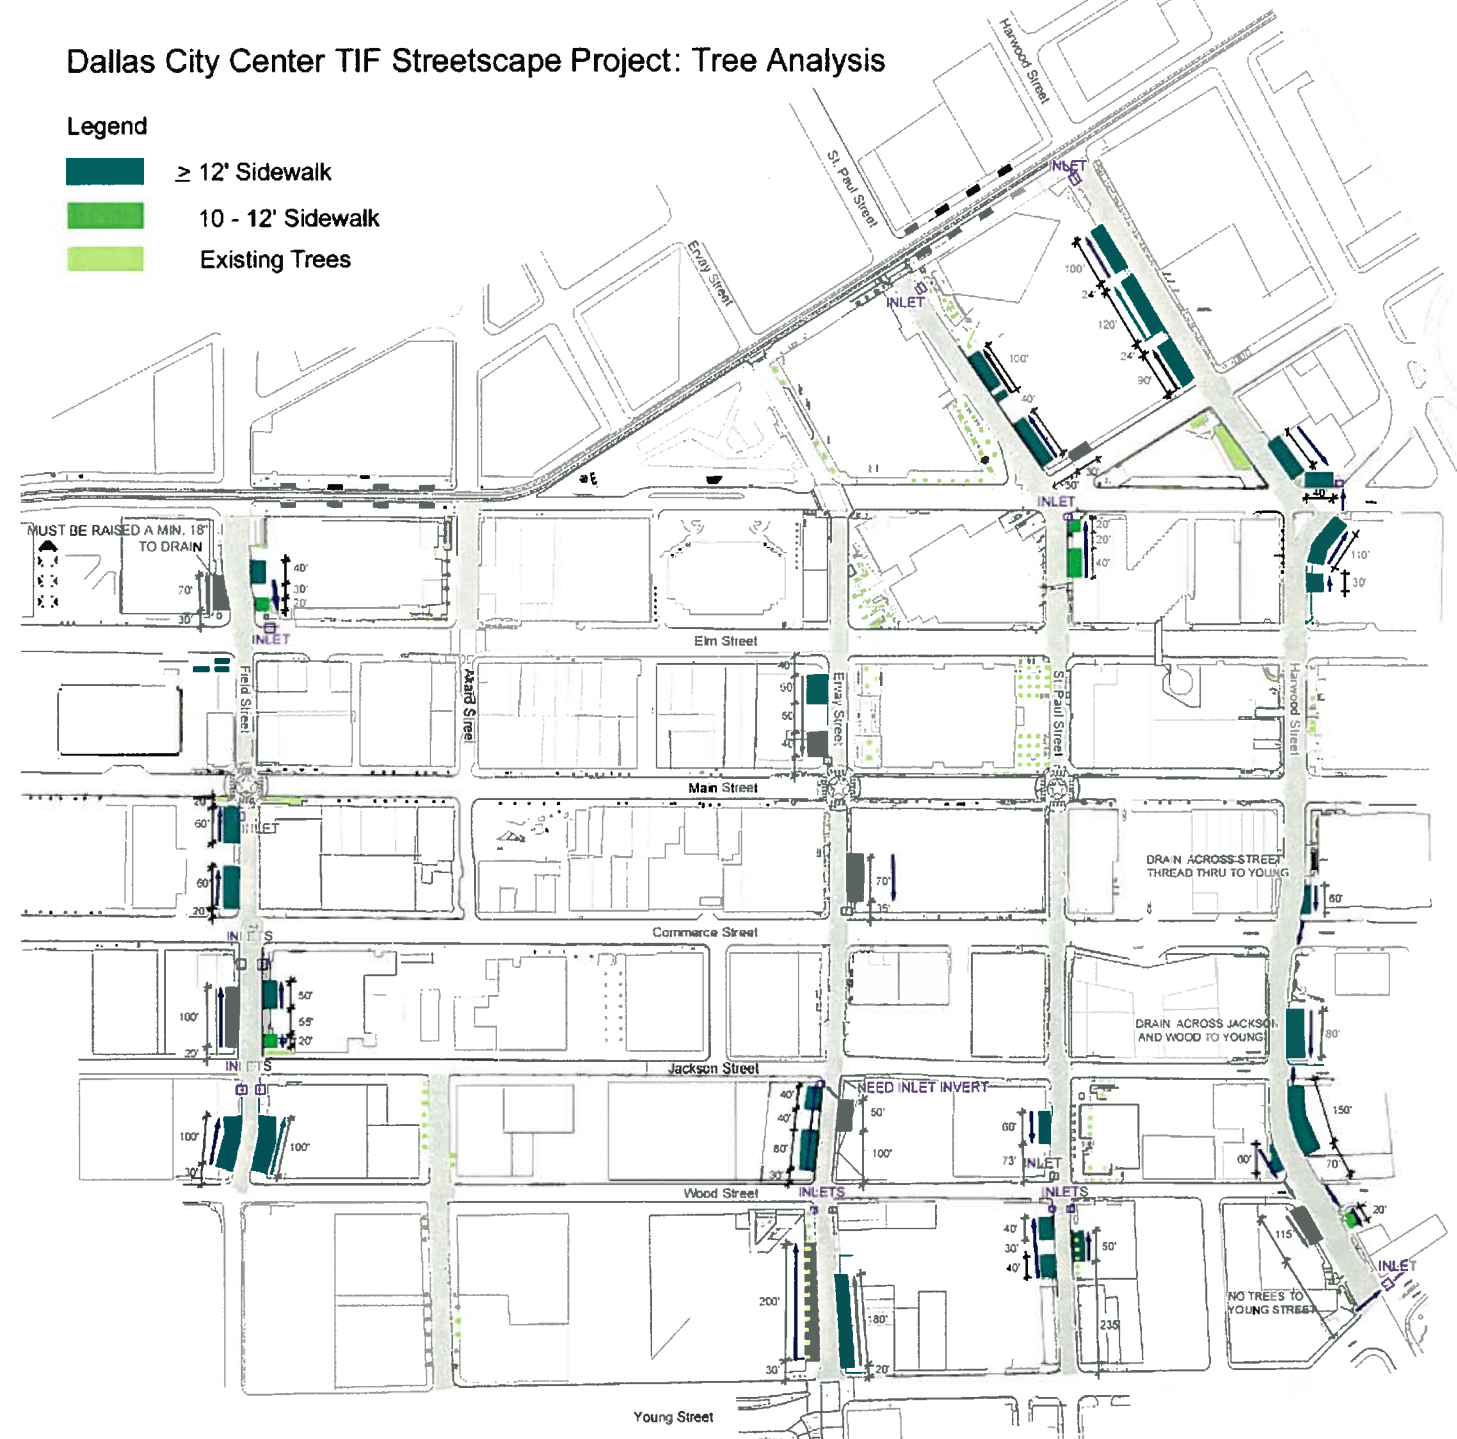 Dallas City Center TIF Streetscape Project: Tree Analysis
Legend
≥ 12' Sidewalk
10 - 12' Sidewalk
Existing Trees
Harwood Street
St. Paul Street
Ervay Street
INLET
INLET
100'
24'
120'
24'
90'
100'
40'
30'
INLET
40'
MUST BE RAISED A MIN. 18"
TO DRAIN
70'
30'
40'
30'
20'
INLET
20'
20'
40'
110'
30'
Elm Street
Field Street
Akard Street
Ervay Street
St. Paul Street
Harwood Street
40'
50'
50'
40'
Main Street
20'
60'
INLET
60'
20'
70'
35'
DRAIN ACROSS STREET
THREAD THRU TO YOUNG
60'
INLETS
Commerce Street
100'
20'
50'
55'
20'
DRAIN ACROSS JACKSON
AND WOOD TO YOUNG
80'
INLETS
Jackson Street
NEED INLET INVERT
100'
30'
100'
40'
40'
80'
30'
50'
100'
60'
73'
INLET
150'
70'
60'
Wood Street
INLETS
INLETS
200'
30'
180'
20'
40'
30'
40'
50'
235'
115'
20'
INLET
NO TREES TO
YOUNG STREET
Young Street